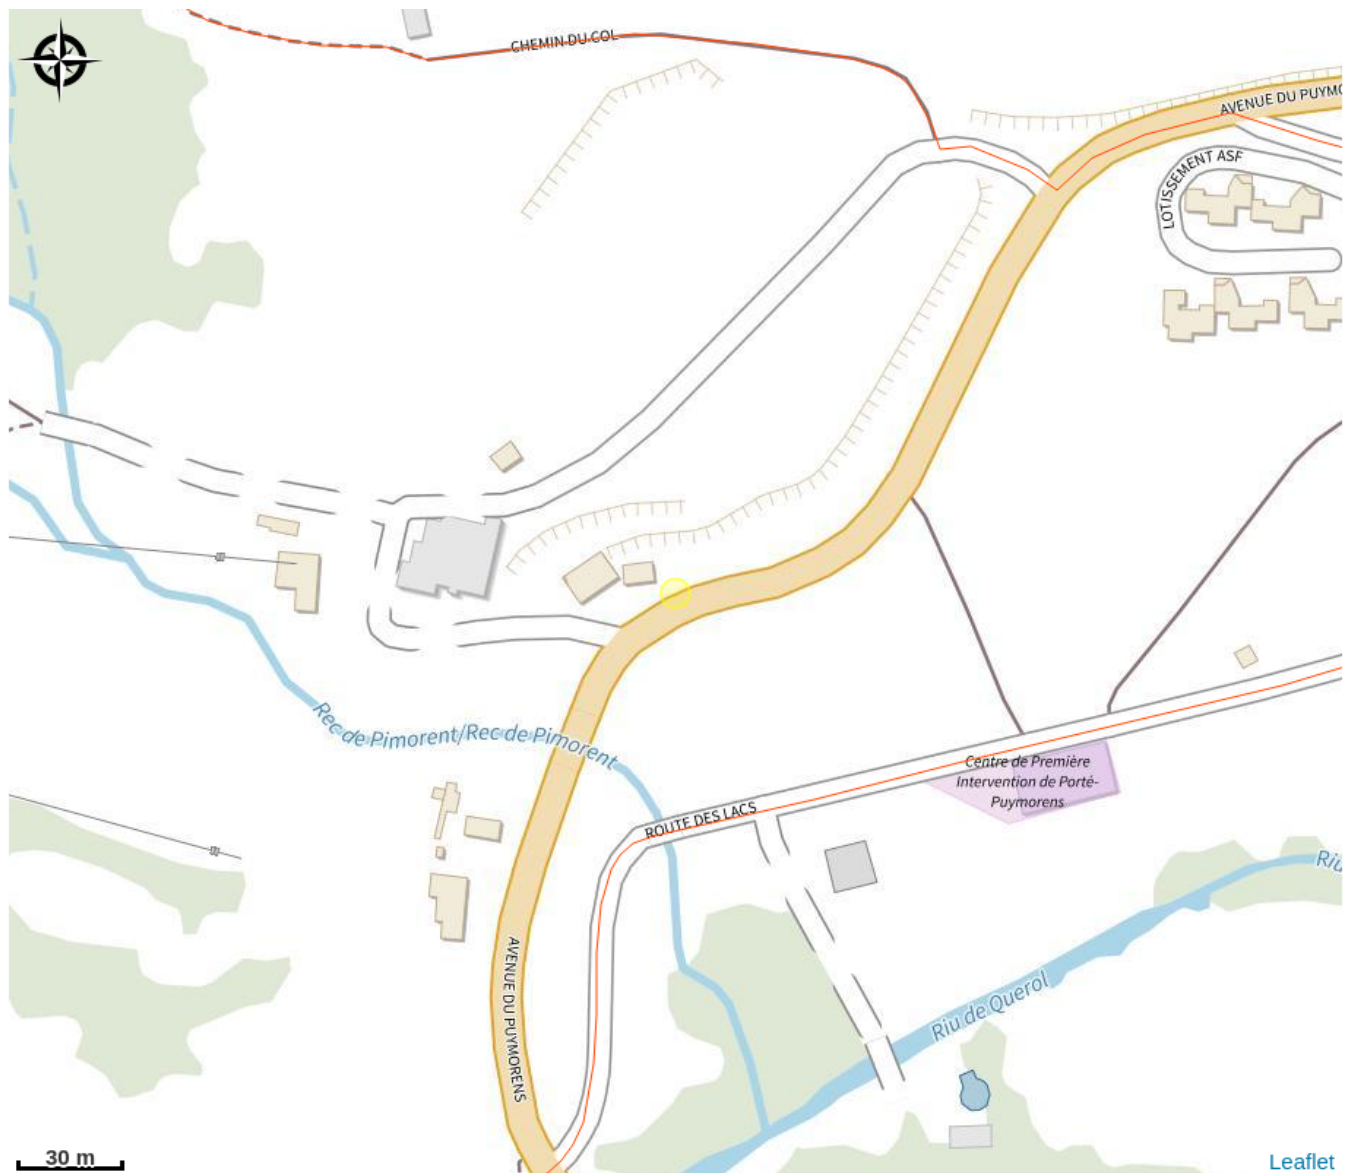 CHEMIN DU COL
AVENUE DU PUYMO
LOTISSEMENT ASF
Rec de Pimorent/Rec de Pimorent
Centre de Première
Intervention de Porté-
Puymorens
ROUTE DES LACS
Riu
AVENUE DU PUYMORENS
Riu de Querol
30 m
Leaflet